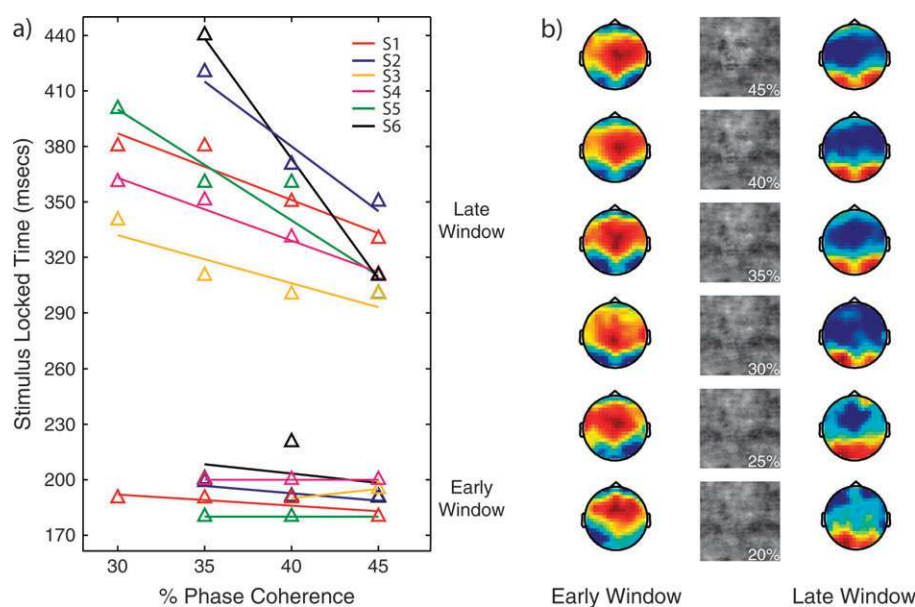 a)
Stimulus Locked Time (msecs)
440
410
380
350
320
290
260
230
200
170
30
35
40
45
% Phase Coherence
S1
S2
S3
S4
S5
S6
Late
Window
Early
Window
b)
45%
40%
35%
30%
25%
20%
Early Window
Late Window